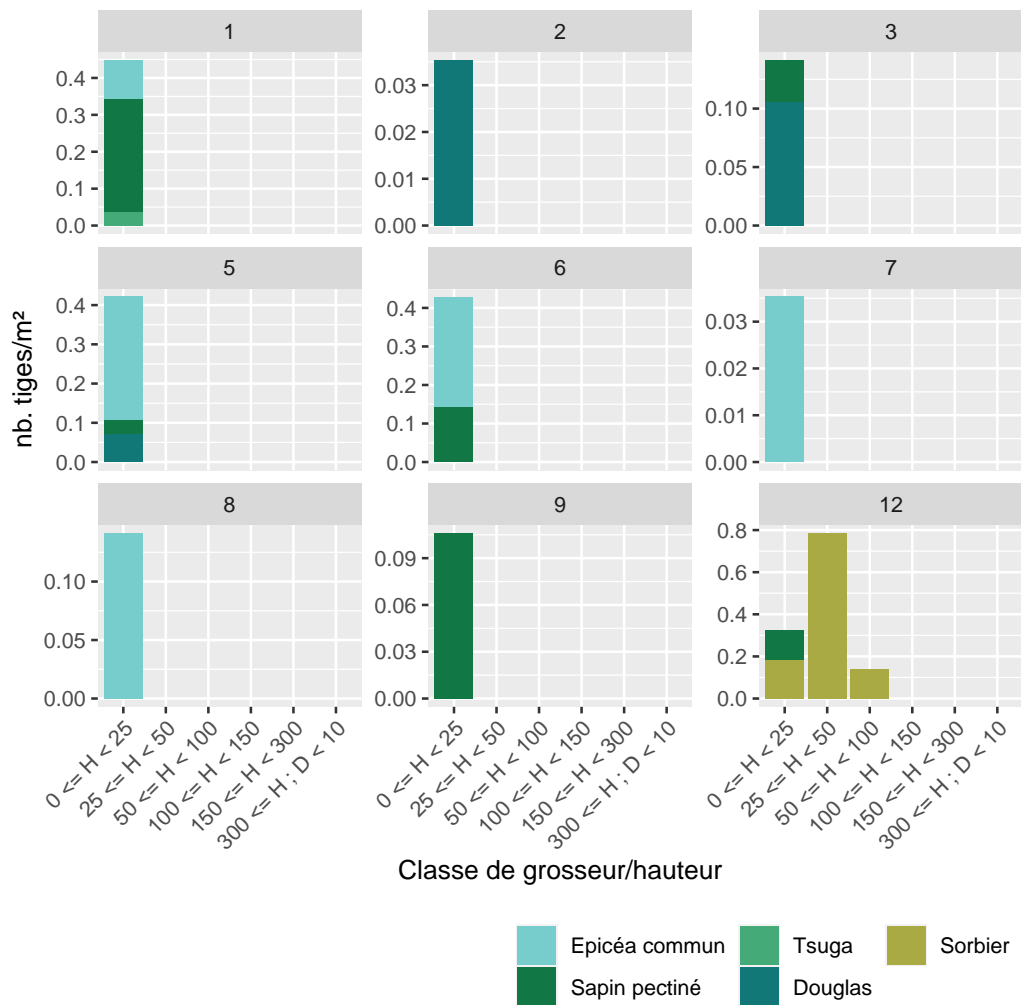 1
2
3
0.4
0.3
0.2
0.1
0.0
0.03
0.02
0.01
0.00
0.10
0.05
0.00
5
6
7
0.4
0.3
0.2
0.1
0.0
0.4
0.3
0.2
0.1
0.0
0.03
0.02
0.01
0.00
8
9
12
0.10
0.05
0.00
0.09
0.06
0.03
0.00
0.8
0.6
0.4
0.2
0.0
nb. tiges/m²
0 <= H < 25
25 <= H < 50
50 <= H < 100
100 <= H < 150
150 <= H < 300
300 <= H ; D < 10
0 <= H < 25
25 <= H < 50
50 <= H < 100
100 <= H < 150
150 <= H < 300
300 <= H ; D < 10
0 <= H < 25
25 <= H < 50
50 <= H < 100
100 <= H < 150
150 <= H < 300
300 <= H ; D < 10
Classe de grosseur/hauteur
Epicéa commun
Tsuga
Sorbier
Sapin pectiné
Douglas